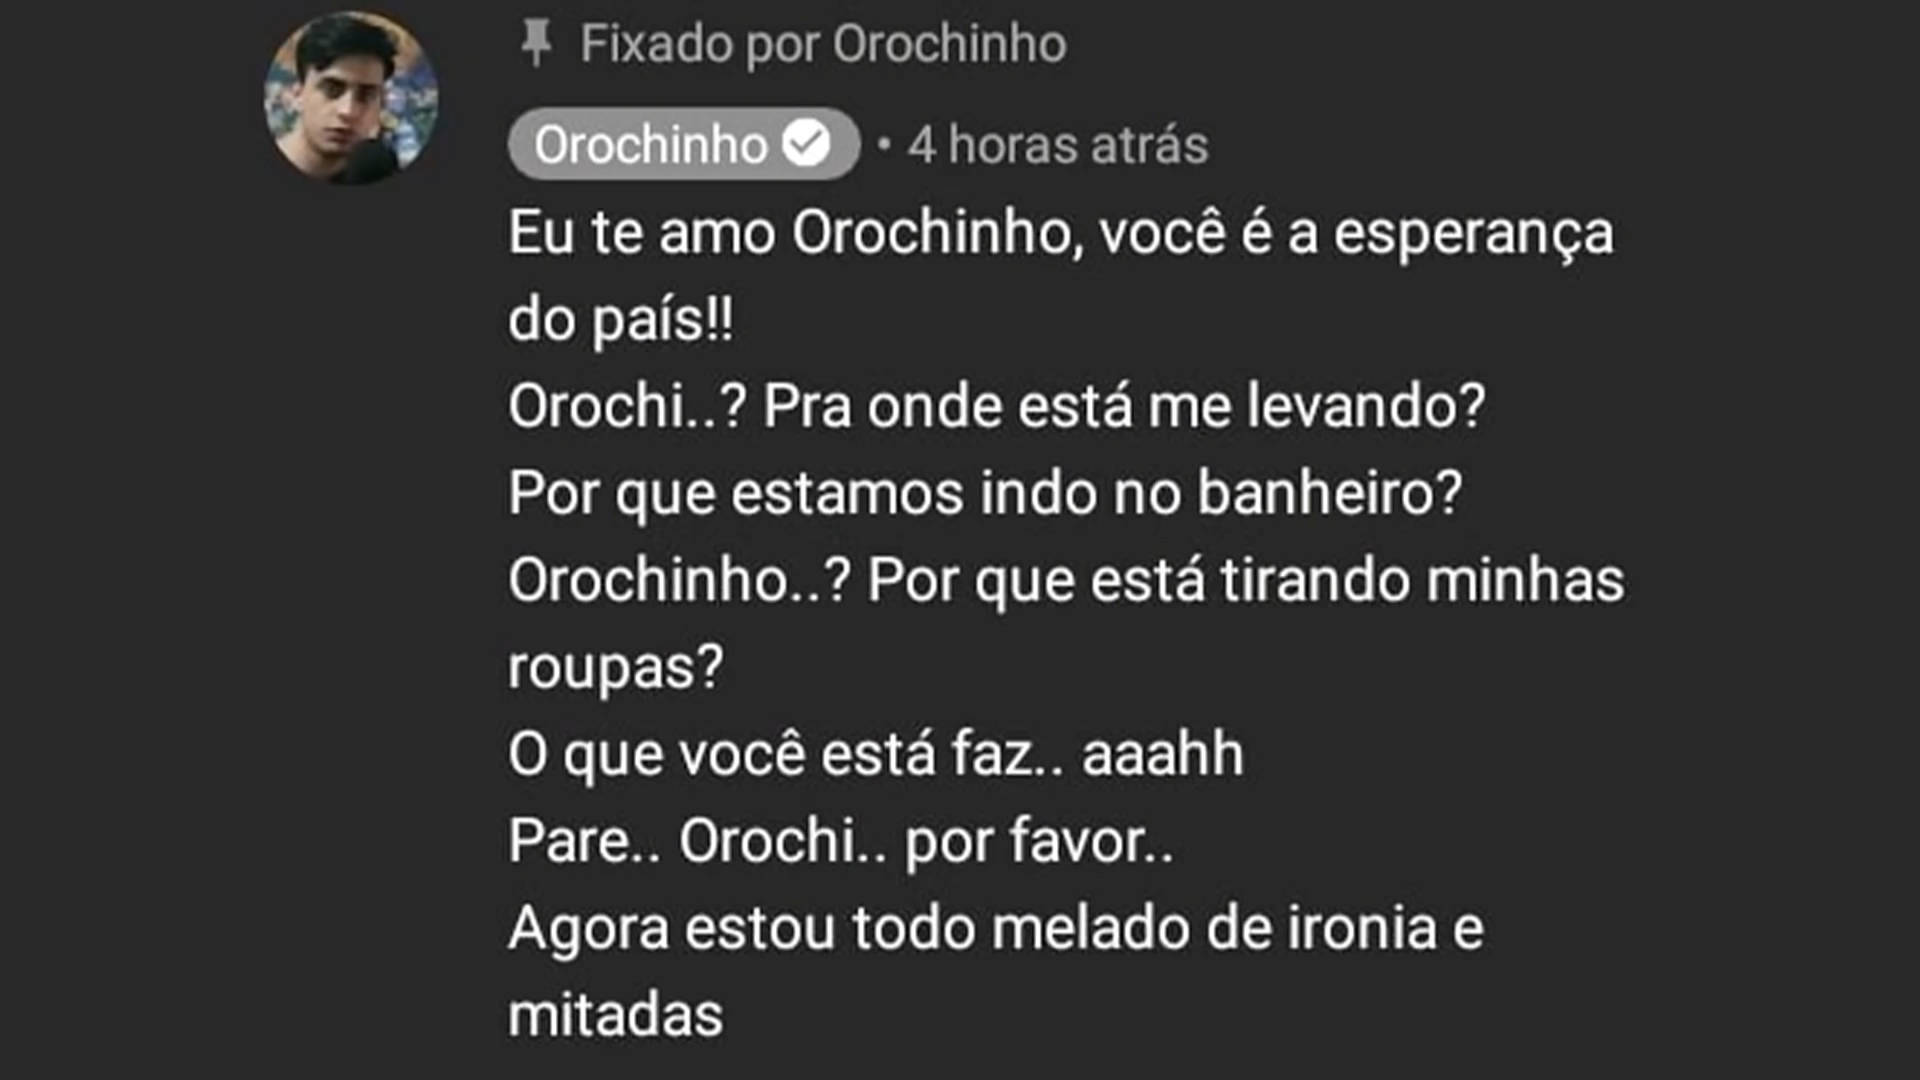 Fixado por Orochinho
Orochinho • 4 horas atrás
Eu te amo Orochinho, você é a esperança
do país!!
Orochi..? Pra onde está me levando?
Por que estamos indo no banheiro?
Orochinho..? Por que está tirando minhas
roupas?
O que você está faz.. aaahh
Pare.. Orochi.. por favor..
Agora estou todo melado de ironia e
mitadas